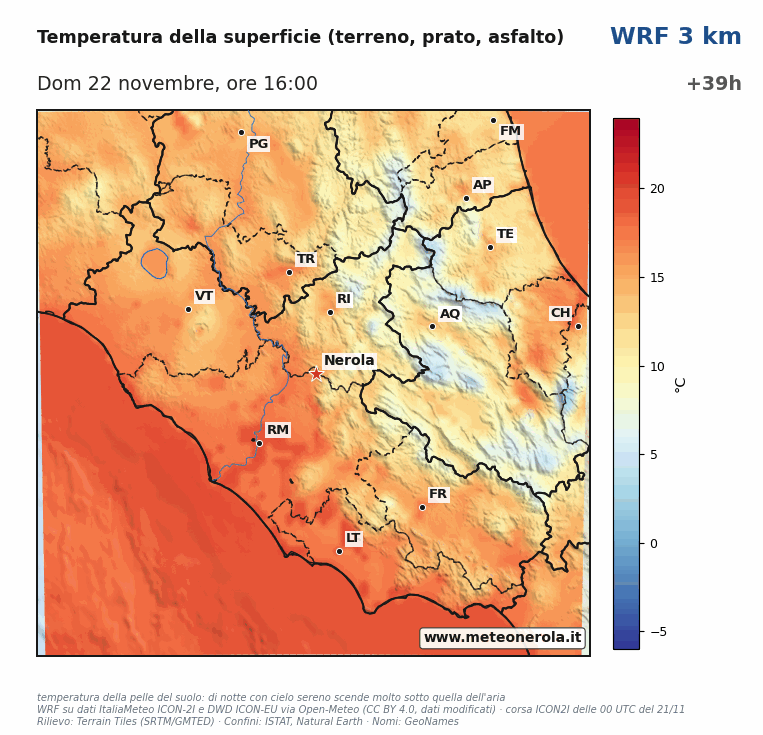 Temperatura della superficie (terreno, prato, asfalto)
WRF 3 km
Dom 22 novembre, ore 16:00
+39h
FM
PG
AP
TE
TR
VT
RI
AQ
CH
Nerola
RM
FR
LT
www.meteonerola.it
20
15
10
5
0
−5
°C
temperatura della pelle del suolo: di notte con cielo sereno scende molto sotto quella dell'aria
WRF su dati ItaliaMeteo ICON-2I e DWD ICON-EU via Open-Meteo (CC BY 4.0, dati modificati) · corsa ICON2I delle 00 UTC del 21/11
Rilievo: Terrain Tiles (SRTM/GMTED) · Confini: ISTAT, Natural Earth · Nomi: GeoNames